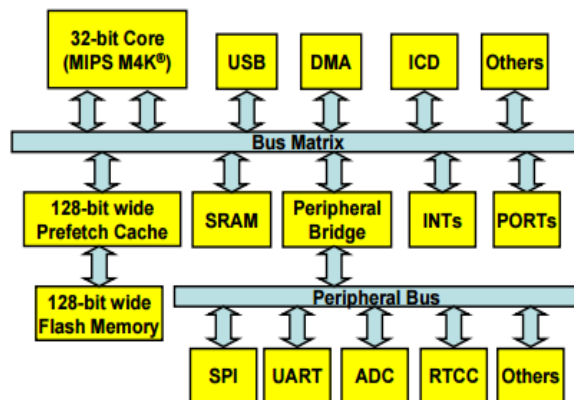 32-bit Core
(MIPS M4K®)
USB
DMA
ICD
Others
Bus Matrix
128-bit wide
Prefetch Cache
SRAM
Peripheral
Bridge
INTs
PORTs
128-bit wide
Flash Memory
Peripheral Bus
SPI
UART
ADC
RTCC
Others